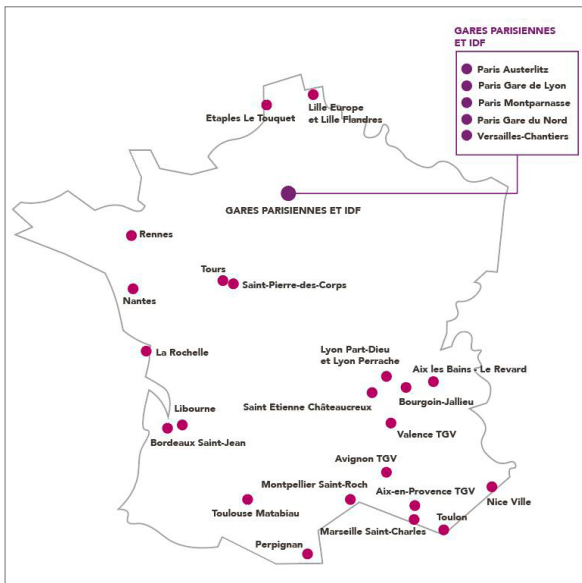 GARES PARISIENNES
ET IDF
Paris Austerlitz
Paris Gare de Lyon
Paris Montparnasse
Paris Gare du Nord
Versailles-Chantiers
Etaples Le Touquet
Lille Europe
et Lille Flandres
GARES PARISIENNES ET IDF
Rennes
Tours
Saint-Pierre-des-Corps
Nantes
La Rochelle
Lyon Part-Dieu
et Lyon Perrache
Aix les Bains - Le Revard
Saint Etienne Châteaucreux
Bourgoin-Jallieu
Libourne
Bordeaux Saint-Jean
Valence TGV
Avignon TGV
Montpellier Saint-Roch
Aix-en-Provence TGV
Nice Ville
Toulouse Matabiau
Marseille Saint-Charles
Toulon
Perpignan